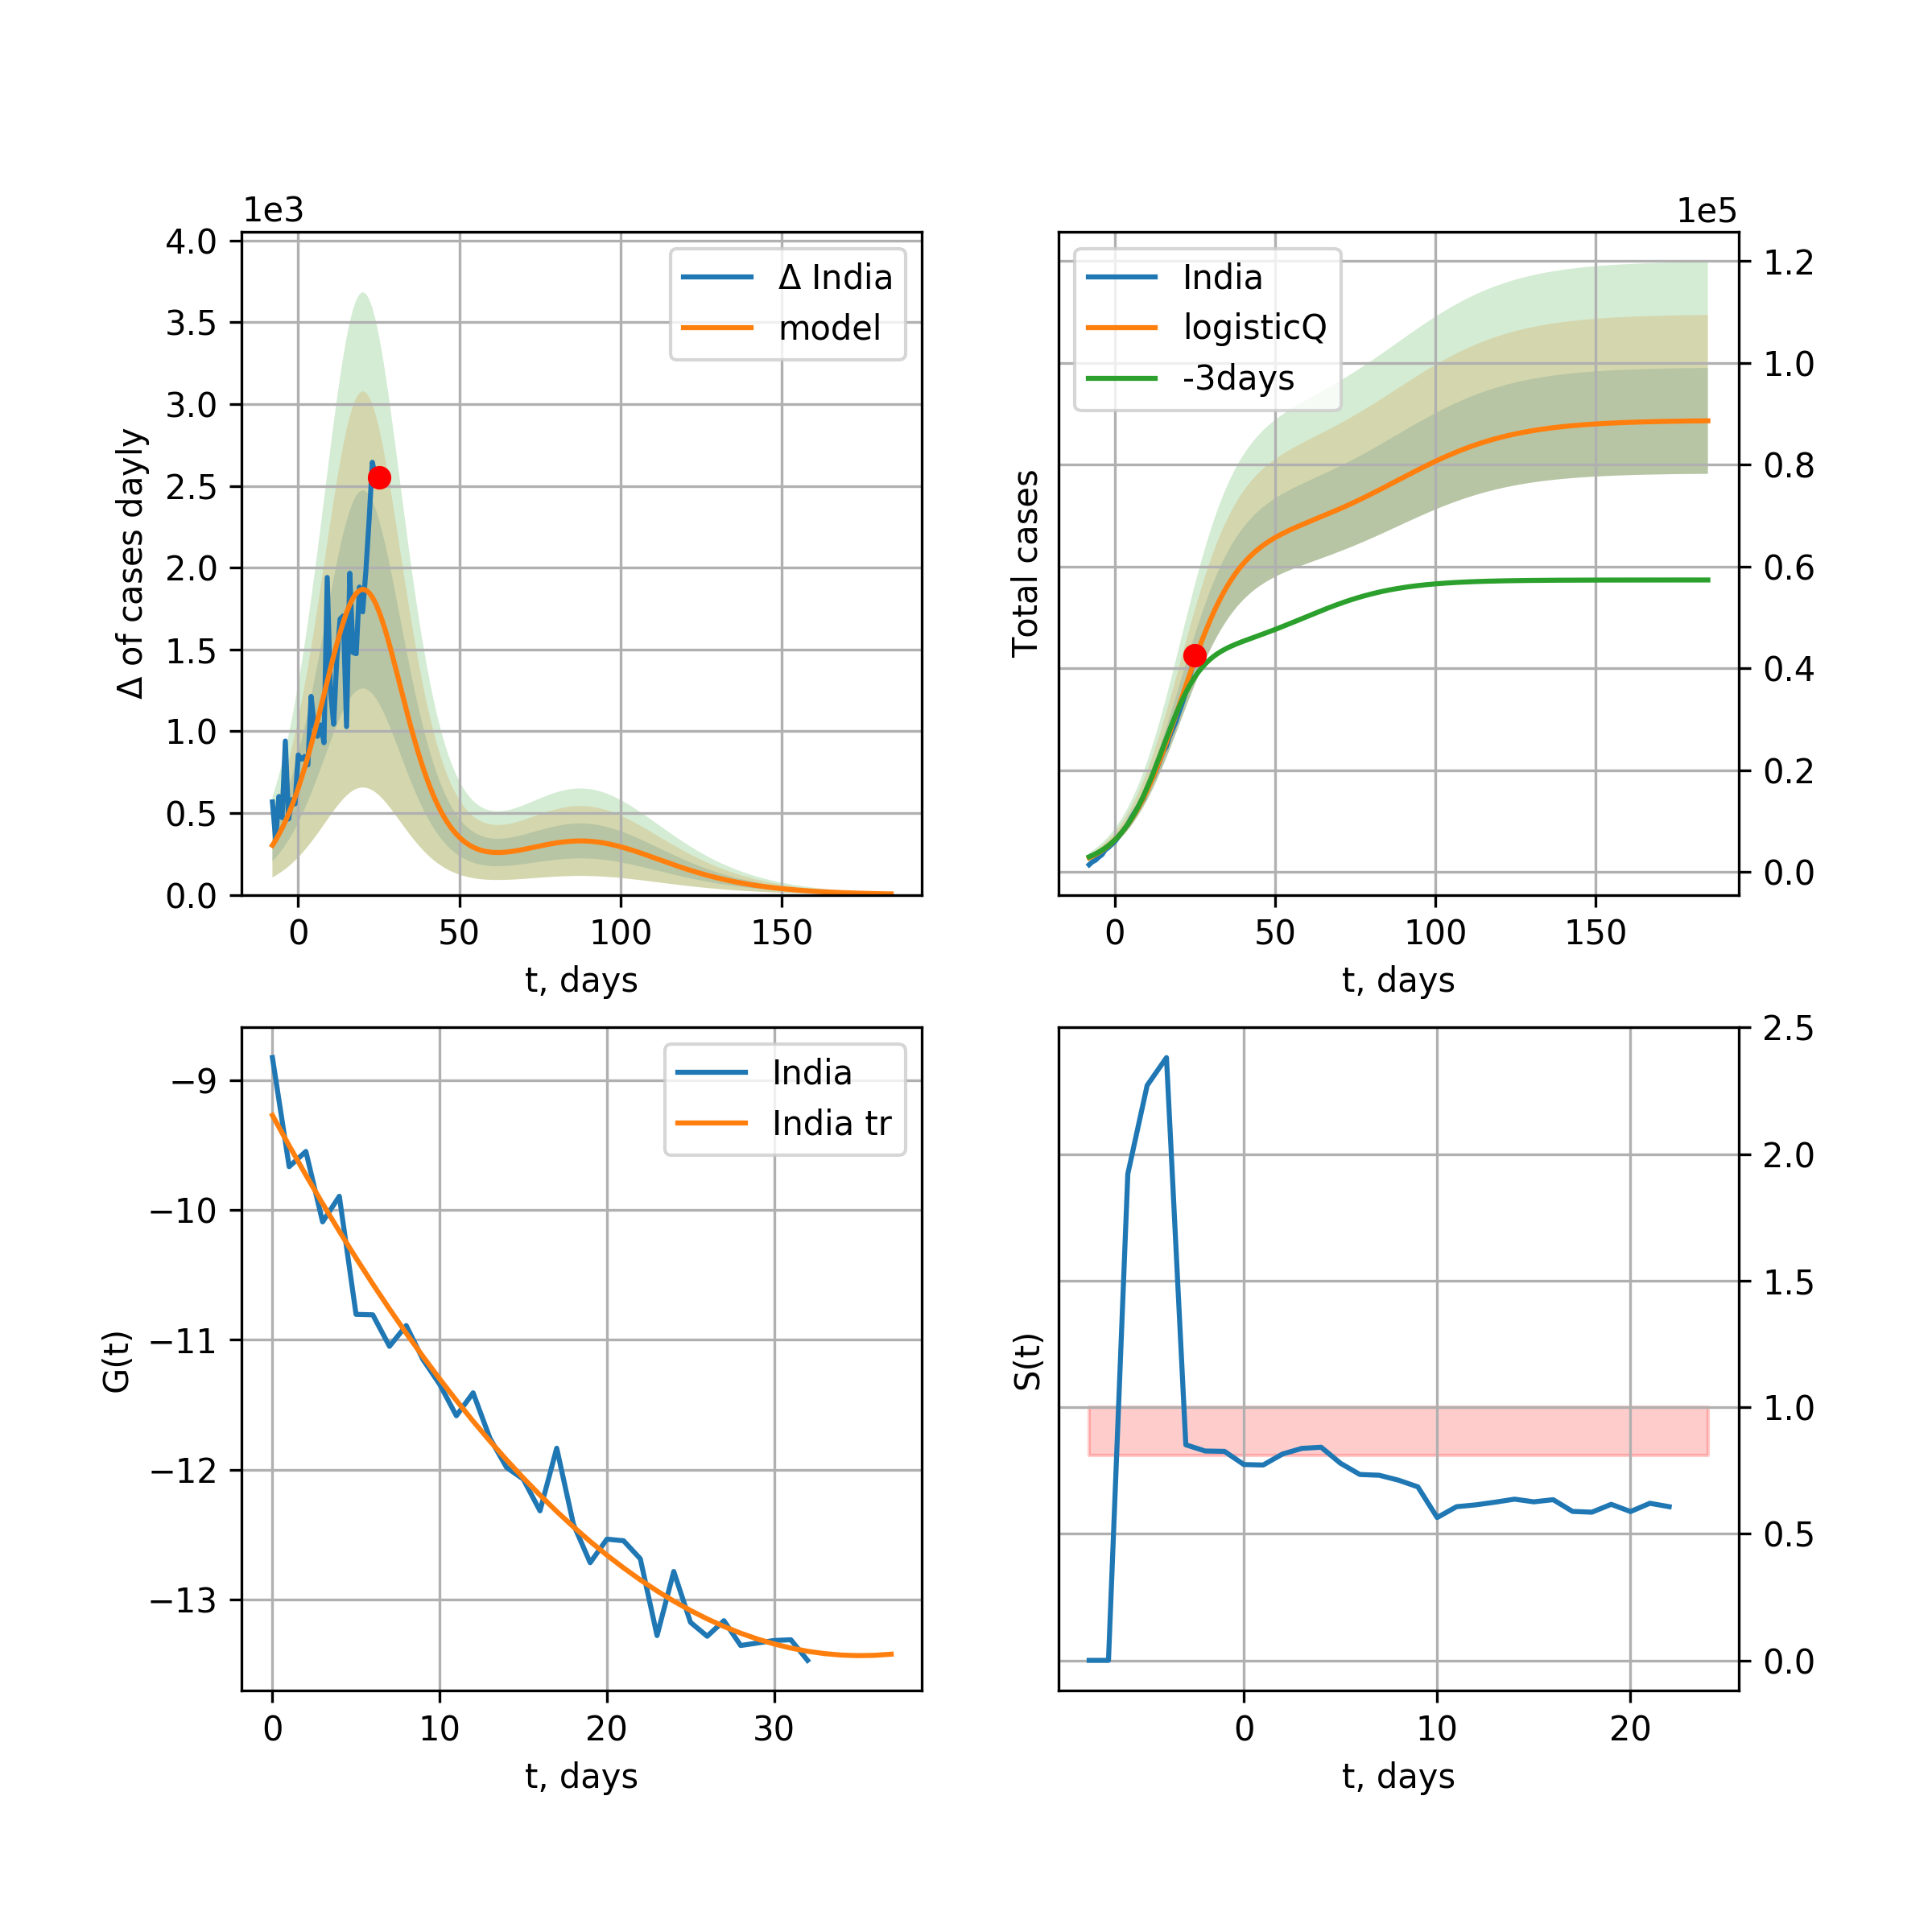 1e3
4.0
3.5
3.0
2.5
2.0
1.5
1.0
0.5
0.0
Δ of cases dayly
Δ India
model
0 50 100 150
t, days
1e5
India
logisticQ
-3days
Total cases
1.2
1.0
0.8
0.6
0.4
0.2
0.0
0 50 100 150
t, days
India
India tr
G(t)
−9
−10
−11
−12
−13
0 10 20 30
t, days
S(t)
2.5
2.0
1.5
1.0
0.5
0.0
0 10 20
t, days